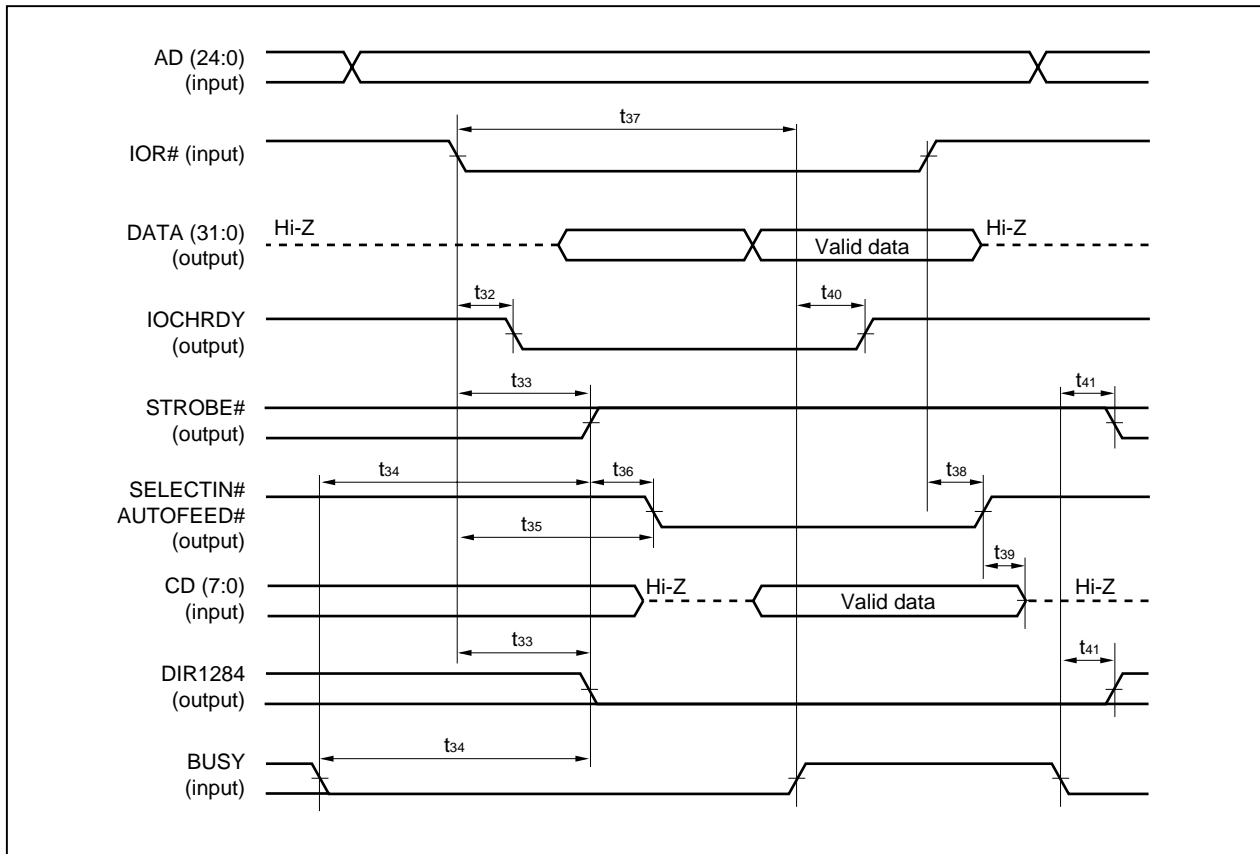 AD (24:0)
(input)
t37
IOR# (input)
DATA (31:0)
(output)
Hi-Z
Valid data
Hi-Z
t32
t40
IOCHRDY
(output)
t33
t41
STROBE#
(output)
t34
t36
t38
SELECTIN#
AUTOFEED#
(output)
t35
t39
CD (7:0)
(input)
Hi-Z
Valid data
Hi-Z
t33
t41
DIR1284
(output)
t34
BUSY
(input)